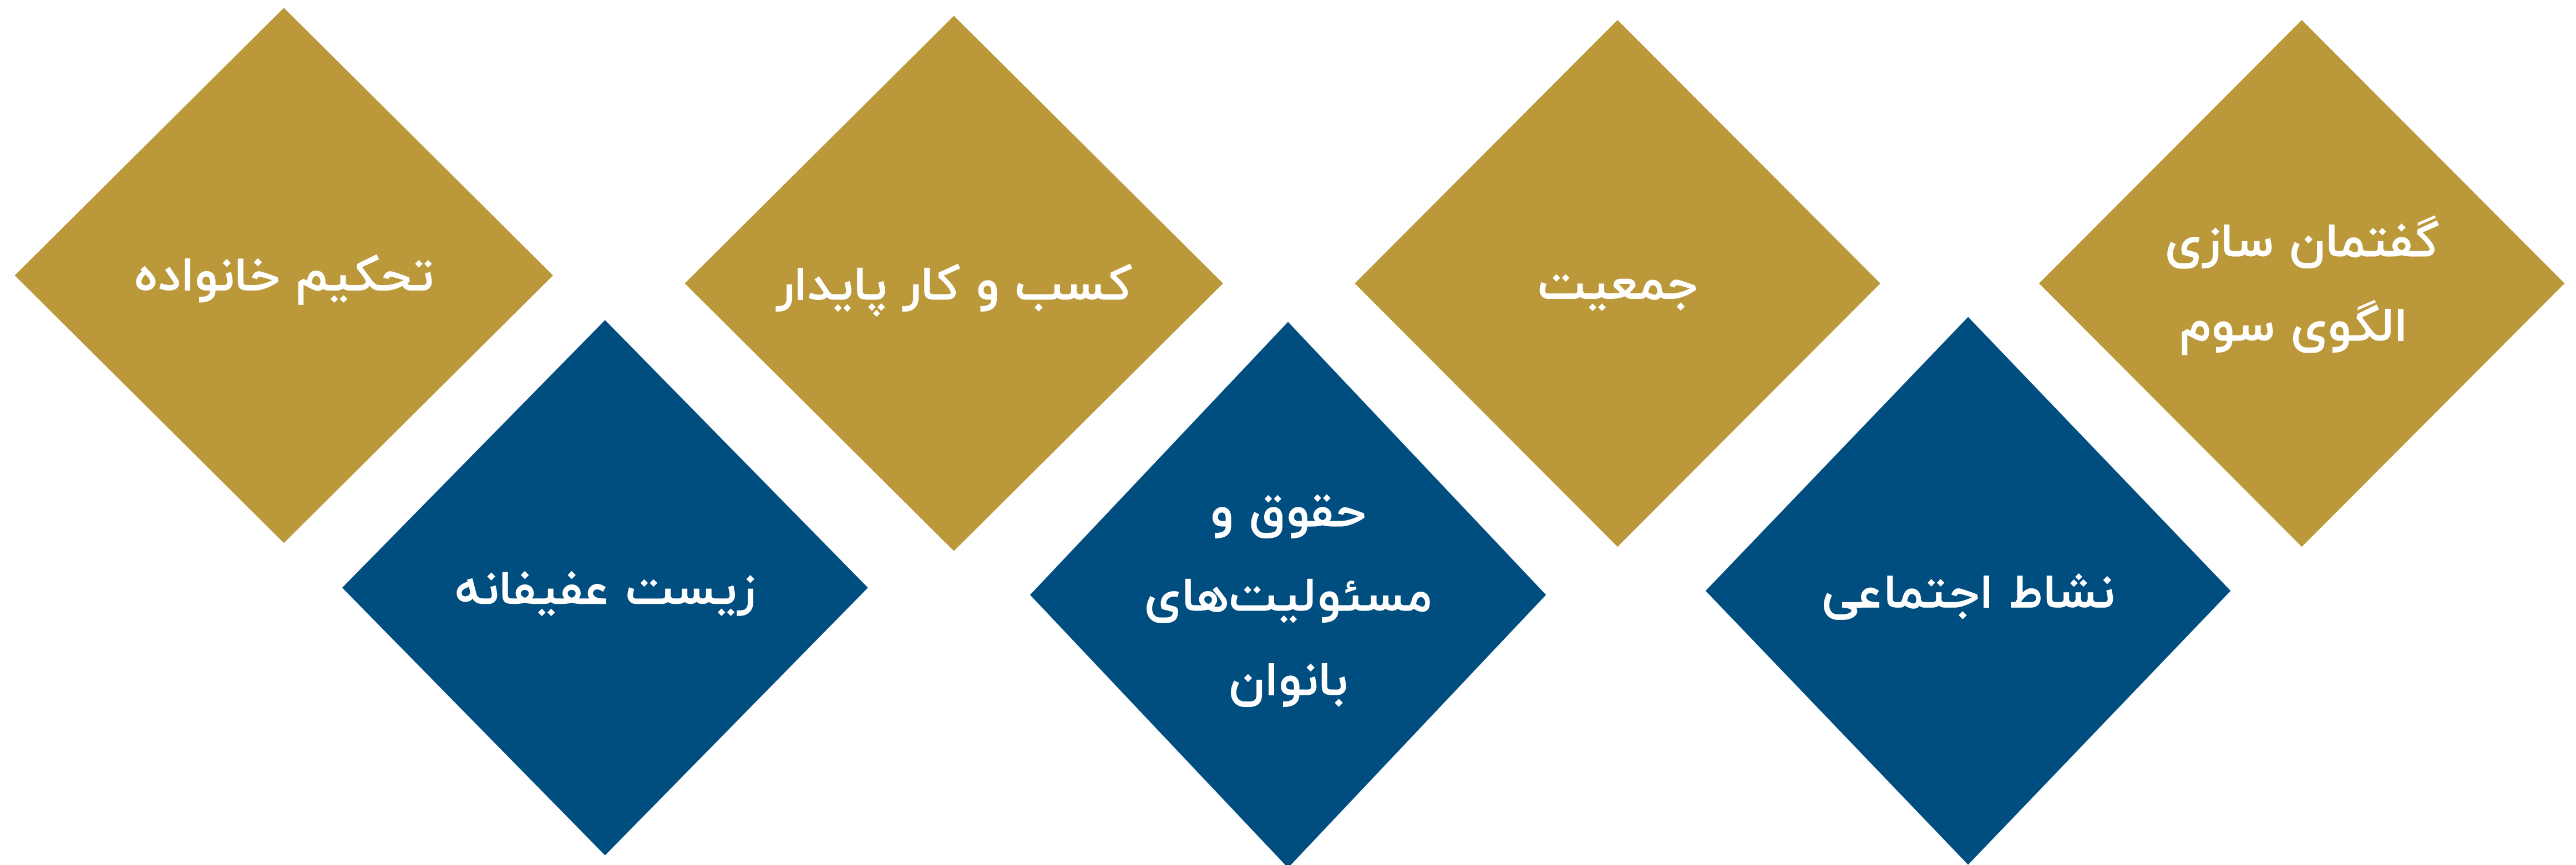 گفتمان سازی
الگوی سوم
جمعیت
کسب و کار پایدار
تحکیم خانواده
نشاط اجتماعی
حقوق و
مسئولیت‌های
بانوان
زیست عفیفانه